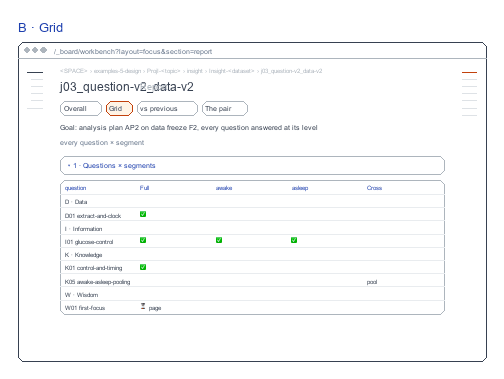 B · Grid
/_board/workbench?layout=focus&section=report
<SPACE> › examples-5-design › Proj/-<topic> › insight › Insight-<dataset> › j03_question-v2_data-v2
j03_question-v2_data-v2
Overall Grid vs previous The pair
Goal: analysis plan AP2 on data freeze F2, every question answered at its level
every question × segment
• 1 · Questions × segments
question Full awake asleep Cross
D · Data
D01 extract-and-clock ✅
I · Information
I01 glucose-control ✅ ✅ ✅
K · Knowledge
K01 control-and-timing ✅
K05 awake-asleep-pooling pool
W · Wisdom
W01 first-focus ⌛ page